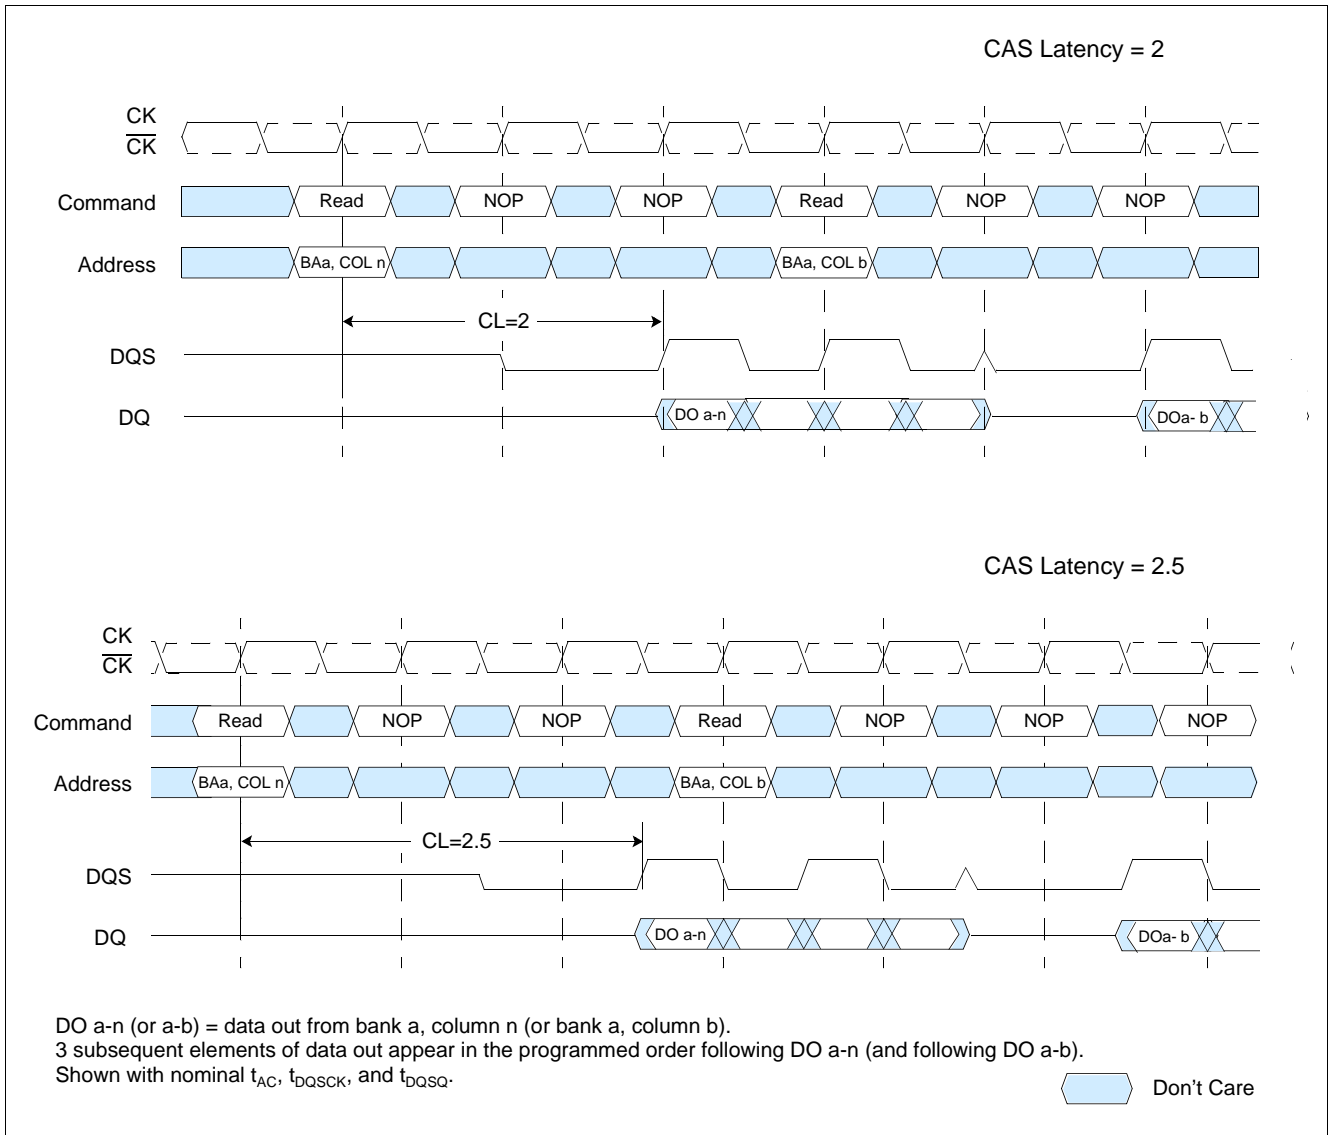 CAS Latency = 2
CK
CK
Command Read NOP NOP Read NOP NOP
Address BAa, COL n BAa, COL b
CL=2
DQS
DQ DO a-n DOa- b
CAS Latency = 2.5
CK
CK
Command Read NOP NOP Read NOP NOP NOP
Address BAa, COL n BAa, COL b
CL=2.5
DQS
DQ DO a-n DOa- b
DO a-n (or a-b) = data out from bank a, column n (or bank a, column b).
3 subsequent elements of data out appear in the programmed order following DO a-n (and following DO a-b).
Shown with nominal tAC, tDQSCK, and tDQSQ.
Don't Care